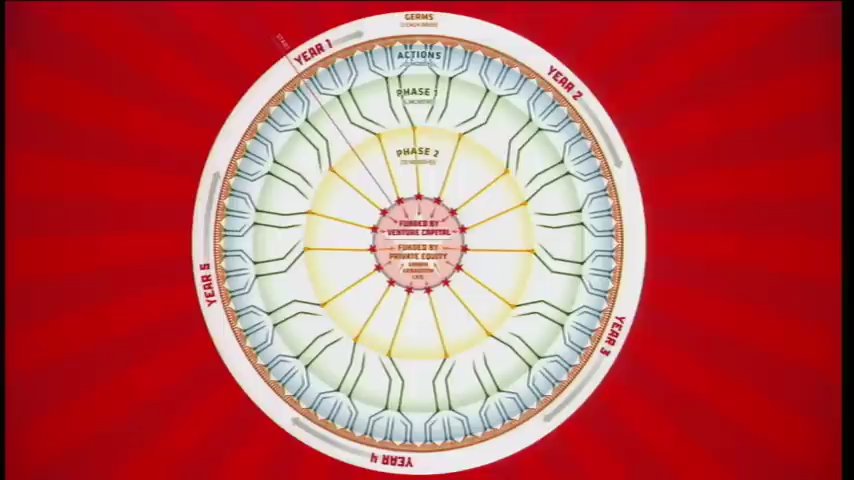 GERMS
START
YEAR 1
ACTIONS
YEAR 2
PHASE 1
PHASE 2
FUNDED BY
VENTURE CAPITAL
FUNDED BY
PRIVATE EQUITY
YEAR 5
YEAR 3
YEAR 4